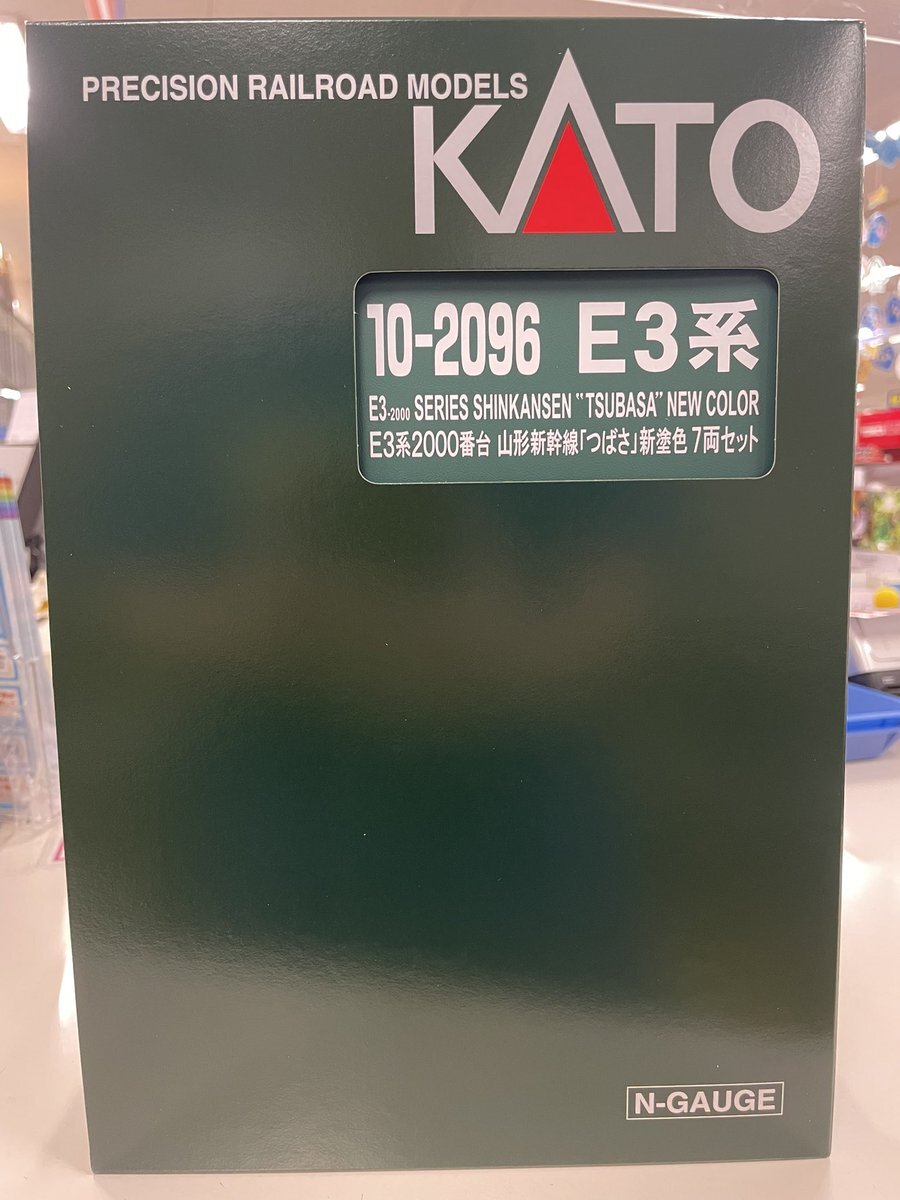 PRECISION RAILROAD MODELS
KATO
10-2096 E3系
E3-2000 SERIES SHINKANSEN “TSUBASA” NEW COLOR
E3系2000番台 山形新幹線「つばさ」新塗色 7両セット
N-GAUGE